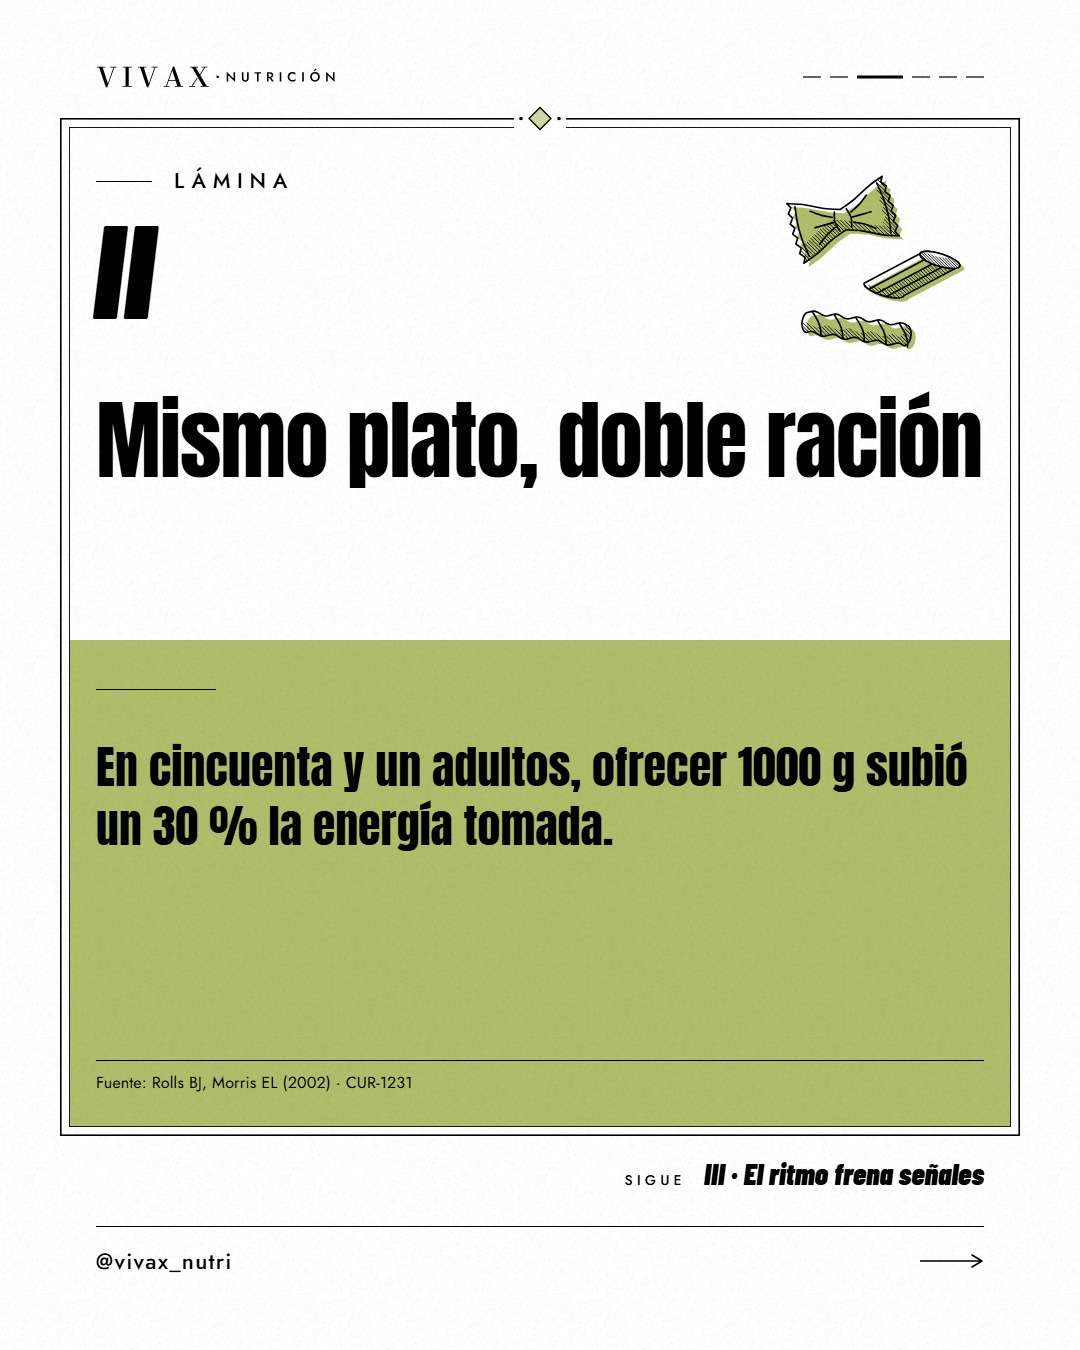 VIVAX·NUTRICIÓN
LÁMINA
II
Mismo plato, doble ración
En cincuenta y un adultos, ofrecer 1000 g subió
un 30 % la energía tomada.
Fuente: Rolls BJ, Morris EL (2002) · CUR-1231
SIGUE III · El ritmo frena señales
@vivax_nutri